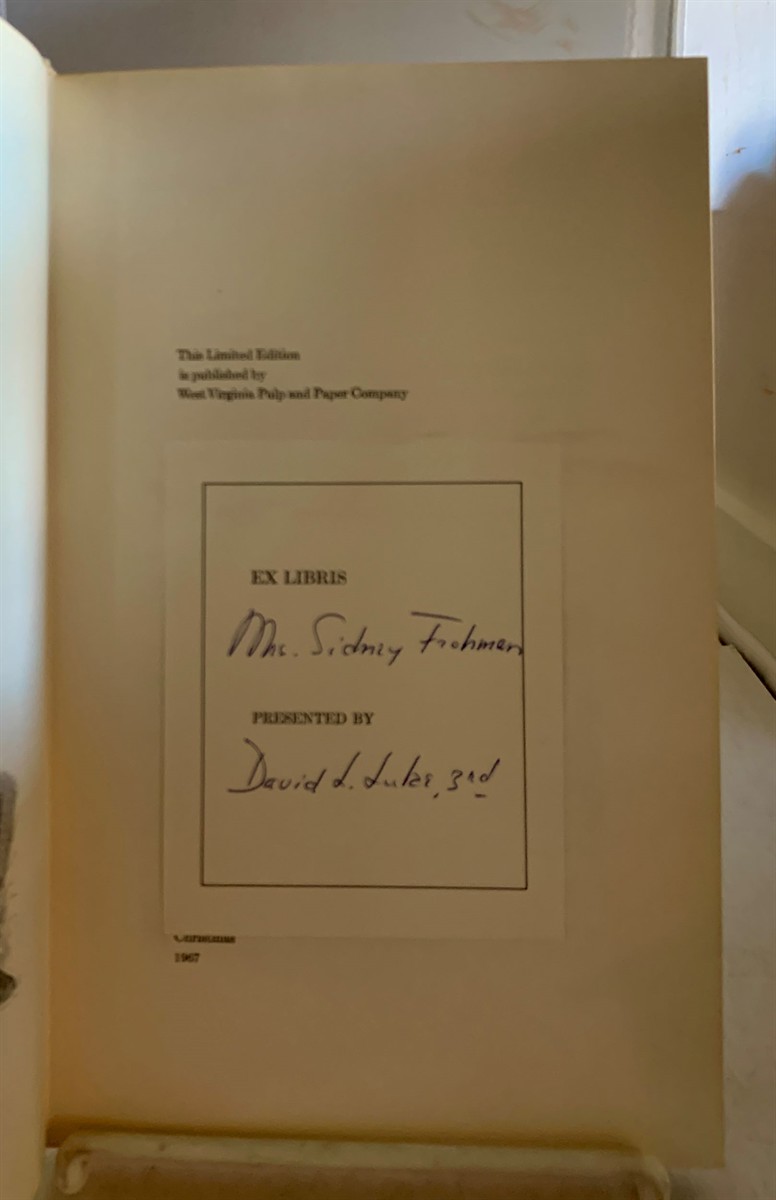 This Limited Edition
is published by
West Virginia Pulp and Paper Company
EX LIBRIS
Mrs. Sidney Frohman
PRESENTED BY
David L. Luke, 3rd
Christmas
1967